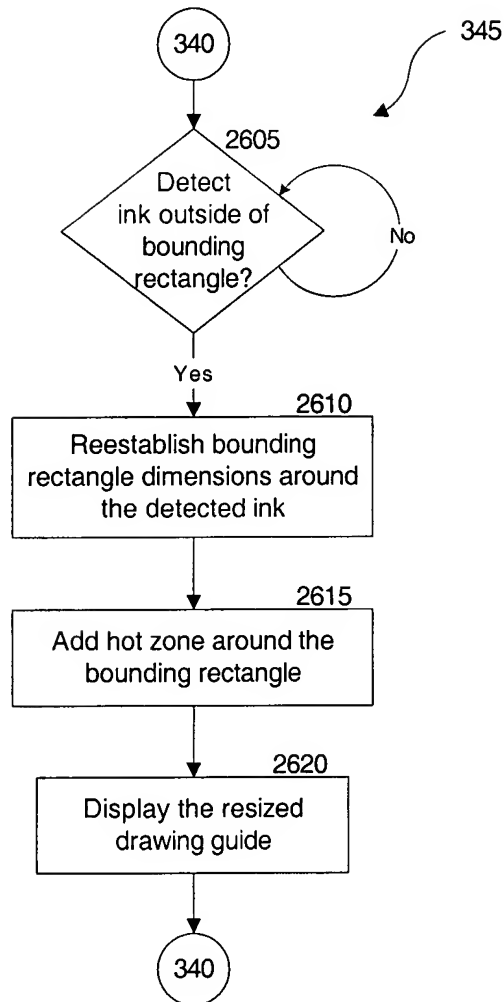 340
345
2605
Detect
ink outside of
bounding
rectangle?
No
Yes
2610
Reestablish bounding
rectangle dimensions around
the detected ink
2615
Add hot zone around the
bounding rectangle
2620
Display the resized
drawing guide
340